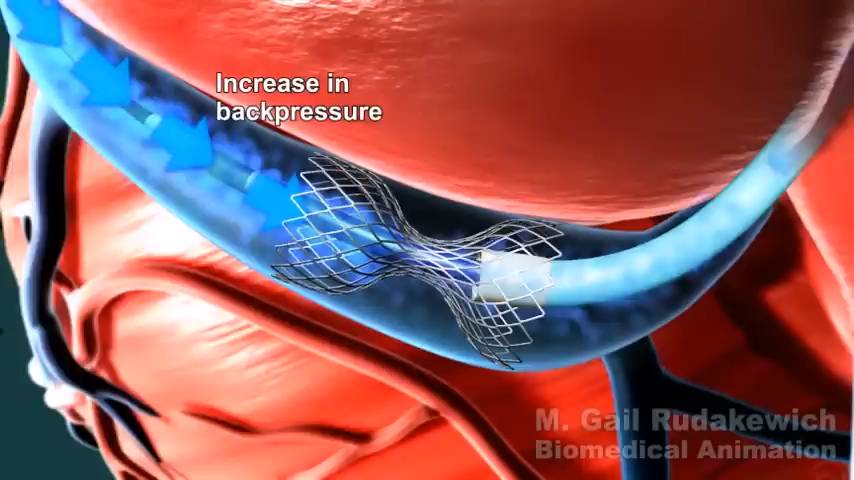 Increase in
backpressure
M. Gail Rudakewich
Biomedical Animation